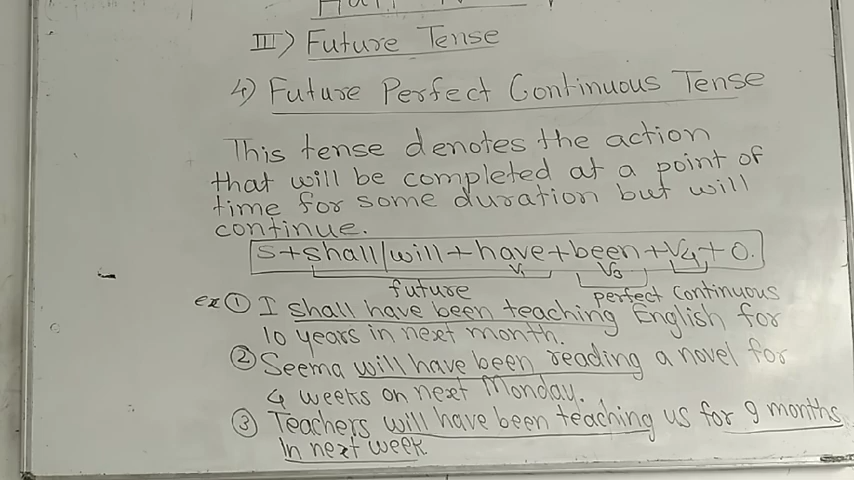 III) Future Tense
4) Future Perfect Continuous Tense
This tense denotes the action
that will be completed at a point of
time for some duration but will
continue.
S+shall/will+have+been+V4+O.
V1 V3
future perfect continuous
ex ① I shall have been teaching English for
10 years in next month.
② Seema will have been reading a novel for
4 weeks on next Monday.
③ Teachers will have been teaching us for 9 months
in next week